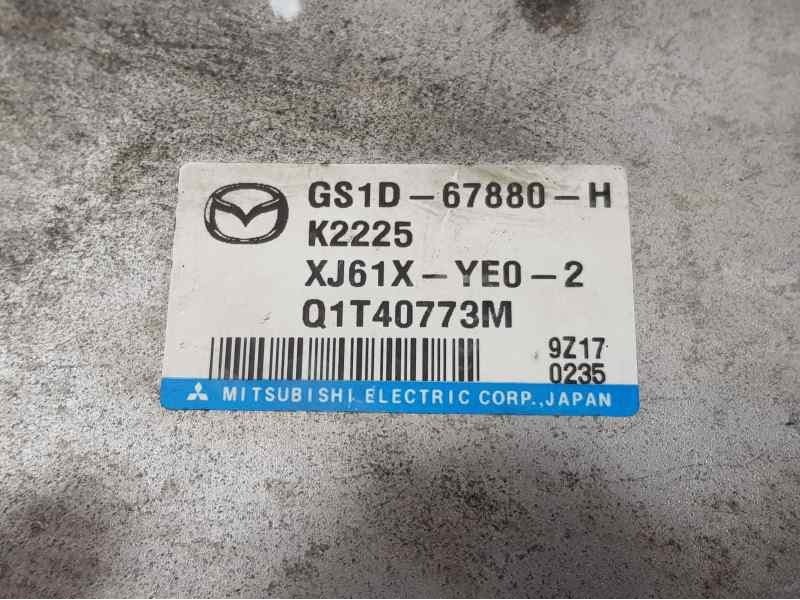 GS1D-67880-H
K2225
XJ61X-YE0-2
Q1T40773M
9Z17
0235
MITSUBISHI ELECTRIC CORP.,JAPAN